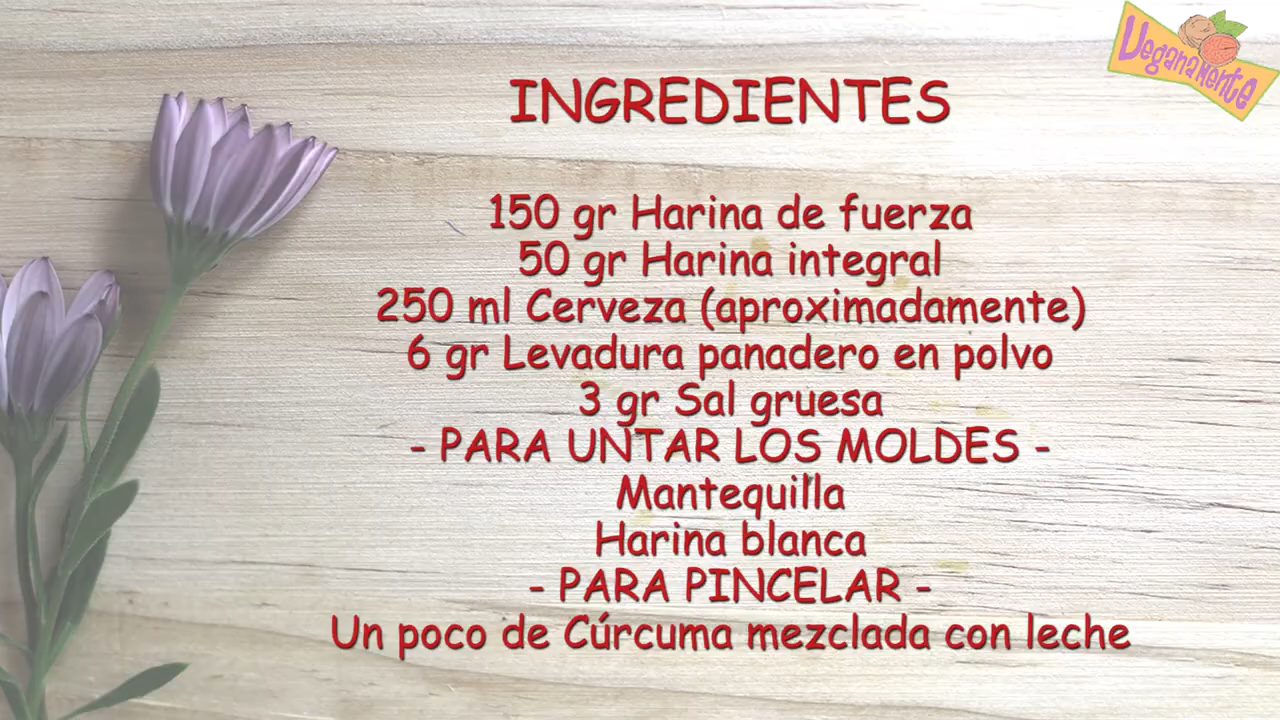 VeganaMente
INGREDIENTES
150 gr Harina de fuerza
50 gr Harina integral
250 ml Cerveza (aproximadamente)
6 gr Levadura panadero en polvo
3 gr Sal gruesa
- PARA UNTAR LOS MOLDES -
Mantequilla
Harina blanca
- PARA PINCELAR -
Un poco de Cúrcuma mezclada con leche